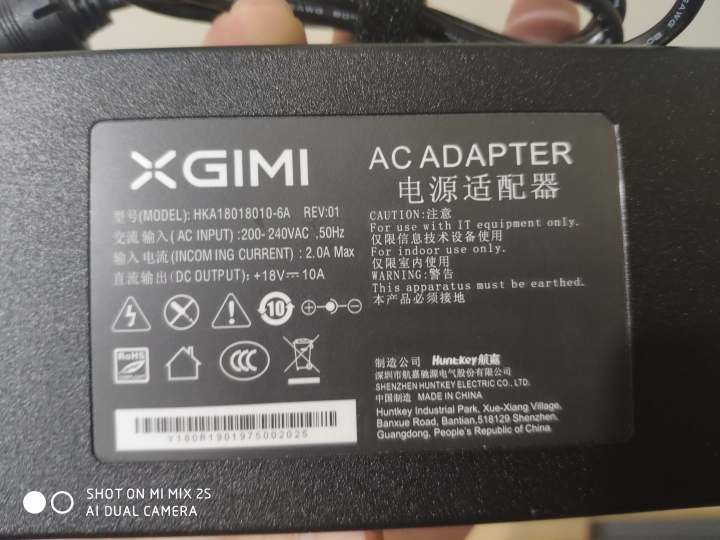 XGIMI
型号(MODEL): HKA18018010-6A REV:01
交流 输入( AC INPUT) :200- 240VAC ,50Hz
输入 电流(INCOMING CURRENT) : 2.0A Max
直流输出(DC OUTPUT): +18V⎓10A
10
RoHS
CCC
Y180R1901975002025
AC ADAPTER
电源适配器
CAUTION:注意
For use with IT equipment only.
仅限信息技术设备使用
For indoor use only.
仅限室内使用
WARNING:警告
This apparatus must be earthed.
本产品必须接地
制造公司 Huntkey航嘉
深圳市航嘉驰源电气股份有限公司
SHENZHEN HUNTKEY ELECTRIC CO., LTD.
中国制造 MADE IN CHINA
Huntkey Industrial Park, Xue-Xiang Village,
Banxue Road, Bantian,518129 Shenzhen,
Guangdong, People's Republic of China
SHOT ON MI MIX 2S
AI DUAL CAMERA